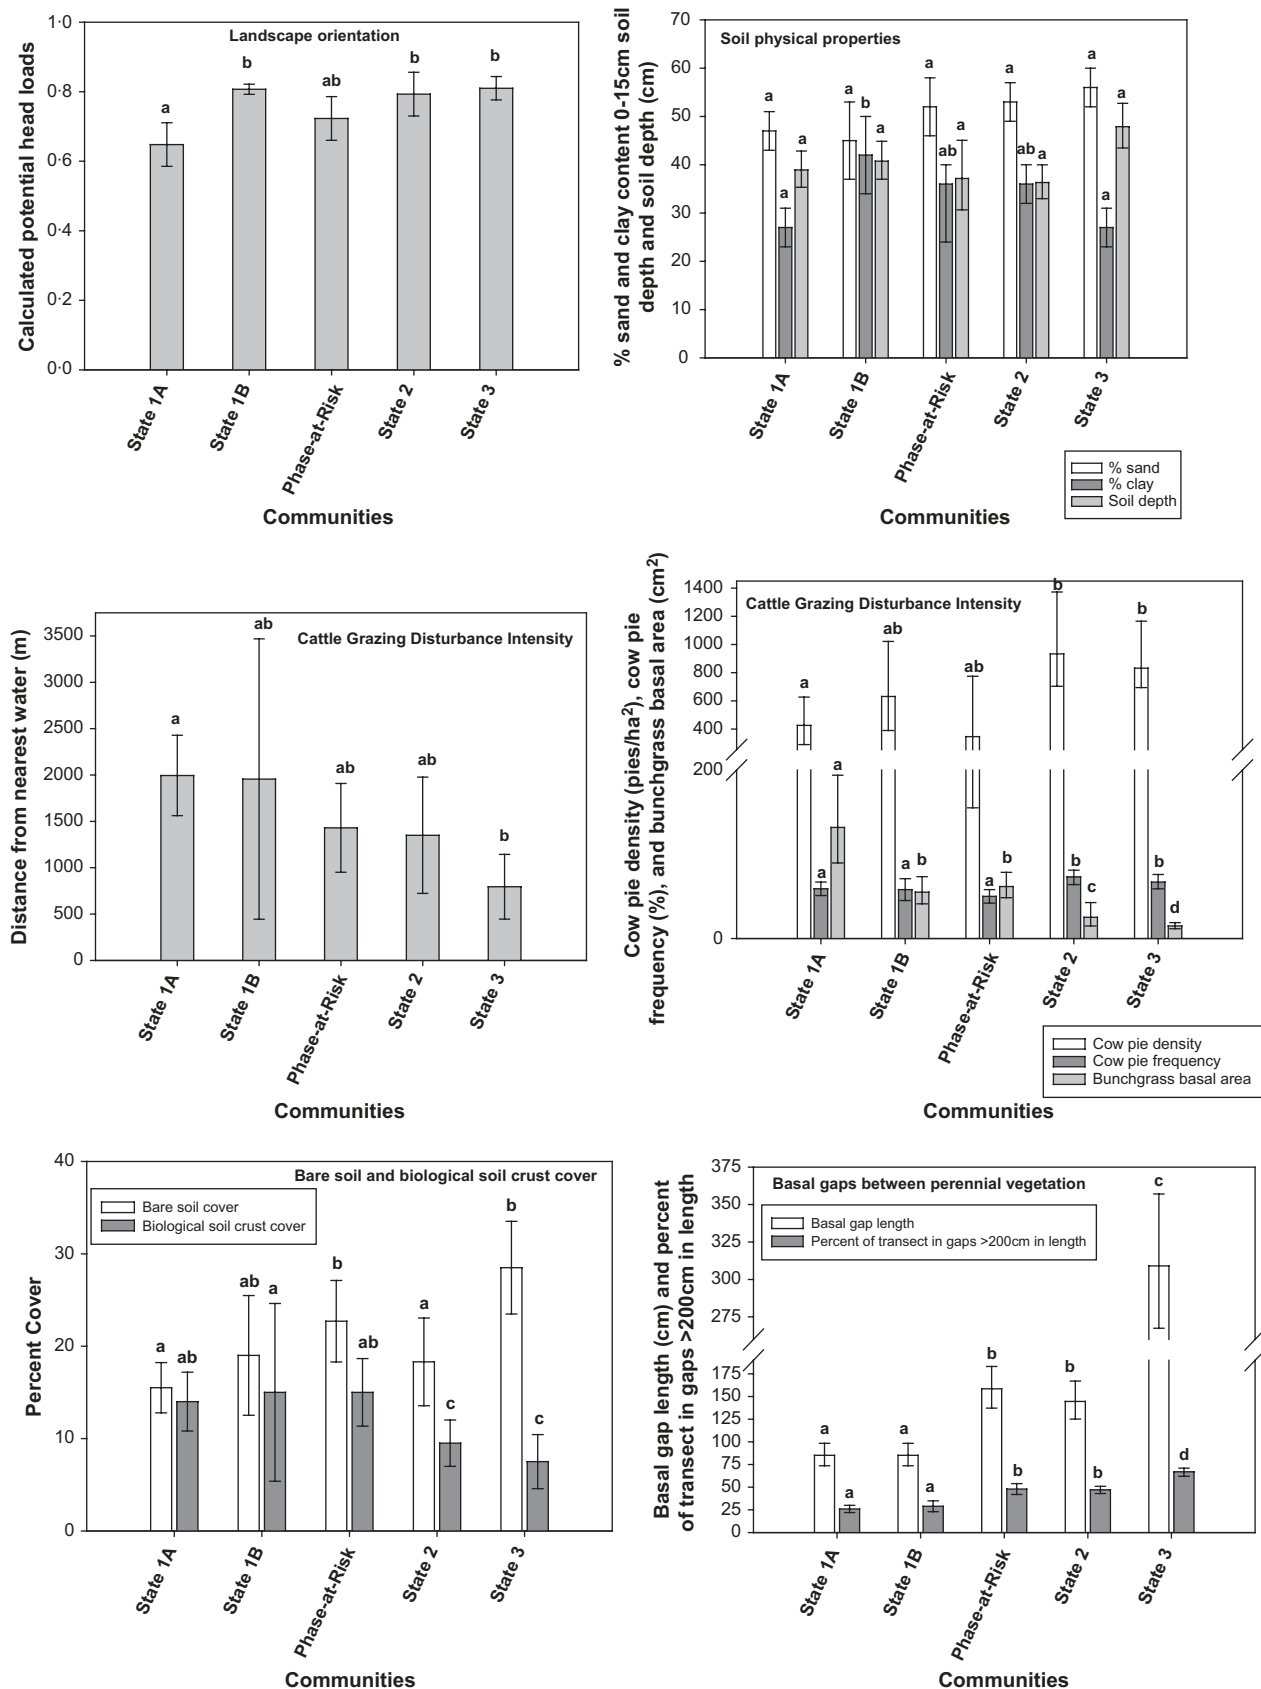 Landscape orientation
Calculated potential head loads
1·0
0·8
0·6
0·4
0·2
0·0
a
b
ab
b
b
State 1A
State 1B
Phase-at-Risk
State 2
State 3
Communities
Soil physical properties
% sand and clay content 0-15cm soil
depth and soil depth (cm)
70
60
50
40
30
20
10
0
a
a
a
a
b
a
a
ab
a
a
ab
a
a
a
a
State 1A
State 1B
Phase-at-Risk
State 2
State 3
% sand
% clay
Soil depth
Communities
Cattle Grazing Disturbance Intensity
Distance from nearest water (m)
3500
3000
2500
2000
1500
1000
500
0
a
ab
ab
ab
b
State 1A
State 1B
Phase-at-Risk
State 2
State 3
Communities
Cattle Grazing Disturbance Intensity
Cow pie density (pies/ha²), cow pie
frequency (%), and bunchgrass basal area (cm²)
1400
1200
1000
800
600
400
200
0
a
a
a
ab
a
b
ab
a
b
b
b
c
b
b
d
State 1A
State 1B
Phase-at-Risk
State 2
State 3
Cow pie density
Cow pie frequency
Bunchgrass basal area
Communities
Bare soil and biological soil crust cover
Bare soil cover
Biological soil crust cover
Percent Cover
40
30
20
10
0
a
ab
ab
a
b
ab
a
c
b
c
State 1A
State 1B
Phase-at-Risk
State 2
State 3
Communities
Basal gaps between perennial vegetation
Basal gap length
Percent of transect in gaps >200cm in length
Basal gap length (cm) and percent
of transect in gaps >200cm in length
375
350
325
300
275
175
150
125
100
75
50
25
0
a
a
a
a
b
b
b
b
c
d
State 1A
State 1B
Phase-at-Risk
State 2
State 3
Communities